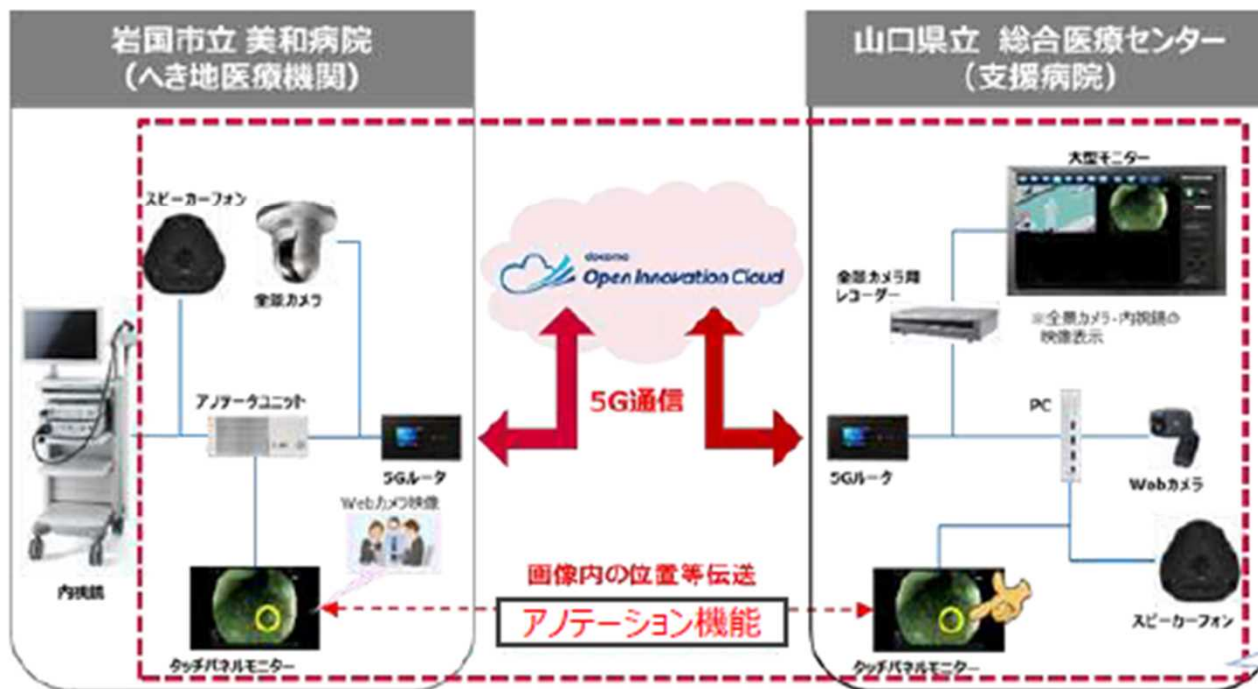 岩国市立 美和病院
(へき地医療機関)
山口県立 総合医療センター
(支援病院)
スピーカーフォン
全景カメラ
アノテータユニット
5Gルータ
Webカメラ映像
内視鏡
タッチパネルモニター
docomo
Open Innovation Cloud
5G通信
画像内の位置等伝送
アノテーション機能
大型モニター
全景カメラ用
レコーダー
※全景カメラ・内視鏡の
映像表示
PC
5Gルータ
Webカメラ
スピーカーフォン
タッチパネルモニター